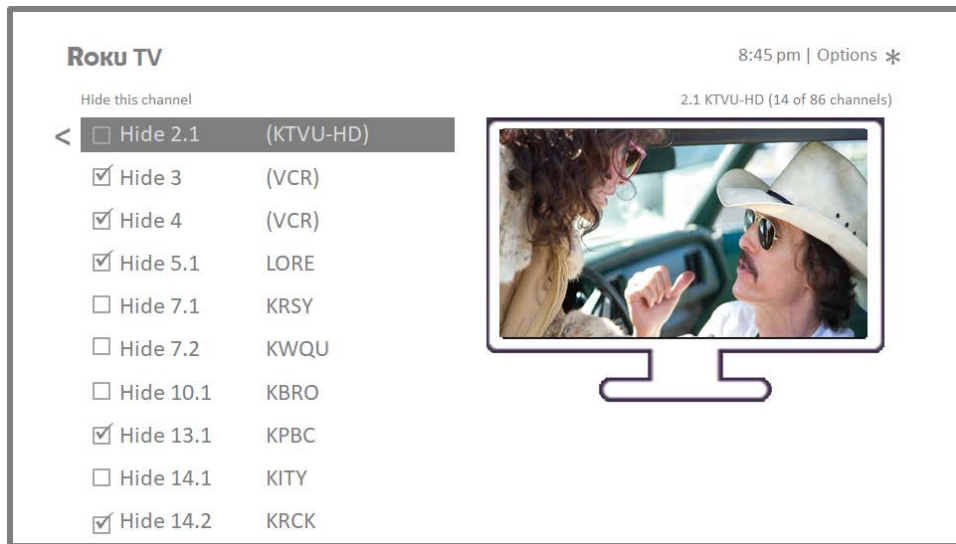 ROKU TV
8:45 pm | Options *
Hide this channel
2.1 KTVU-HD (14 of 86 channels)
< Hide 2.1 (KTVU-HD)
Hide 3 (VCR)
Hide 4 (VCR)
Hide 5.1 LORE
Hide 7.1 KRSY
Hide 7.2 KWQU
Hide 10.1 KBRO
Hide 13.1 KPBC
Hide 14.1 KITY
Hide 14.2 KRCK